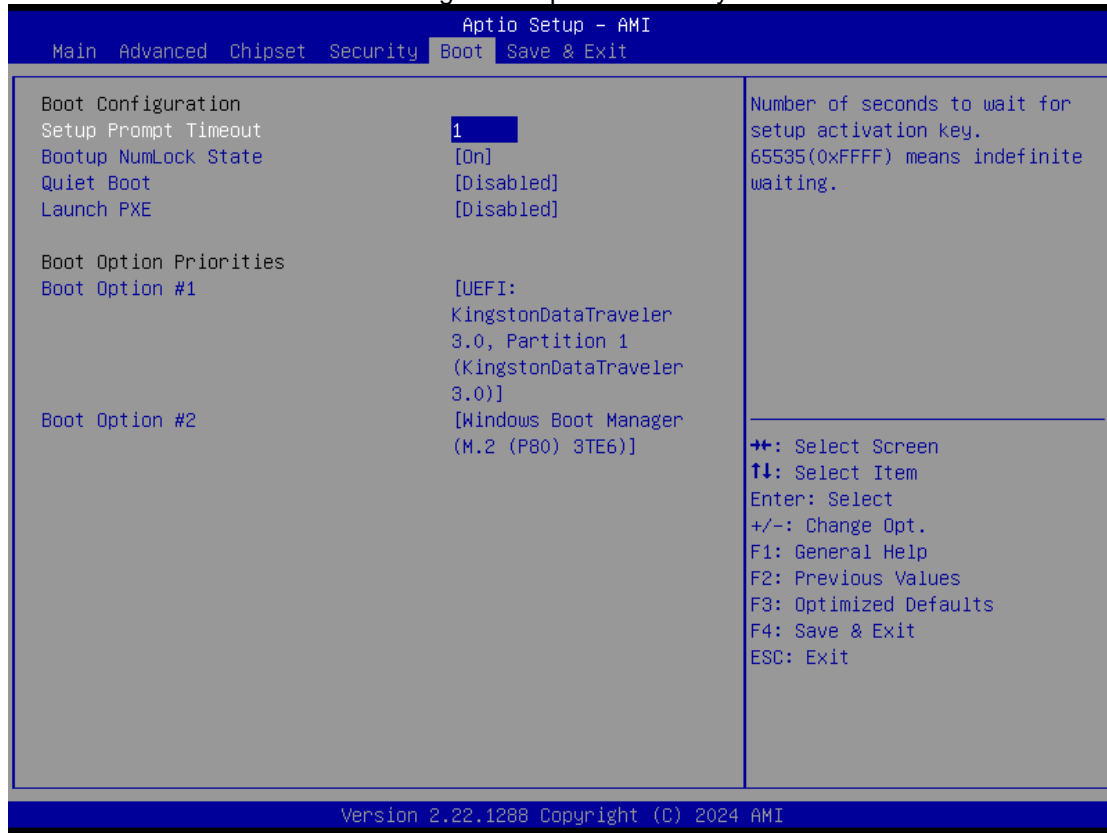 Aptio Setup – AMI
Main Advanced Chipset Security Boot Save & Exit
Boot Configuration
Setup Prompt Timeout 1
Bootup NumLock State [On]
Quiet Boot [Disabled]
Launch PXE [Disabled]
Boot Option Priorities
Boot Option #1 [UEFI:
KingstonDataTraveler
3.0, Partition 1
(KingstonDataTraveler
3.0)]
Boot Option #2 [Windows Boot Manager
(M.2 (P80) 3TE6)]
Number of seconds to wait for
setup activation key.
65535(0xFFFF) means indefinite
waiting.
→←: Select Screen
↑↓: Select Item
Enter: Select
+/-: Change Opt.
F1: General Help
F2: Previous Values
F3: Optimized Defaults
F4: Save & Exit
ESC: Exit
Version 2.22.1288 Copyright (C) 2024 AMI